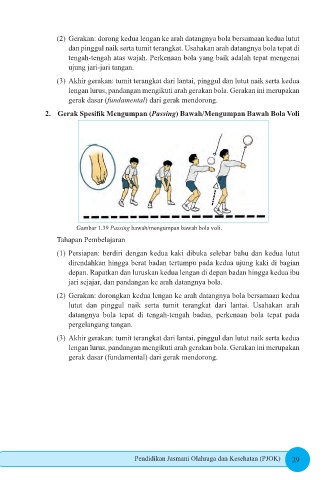 (2) Gerakan: dorong kedua lengan ke arah datangnya bola bersamaan kedua lutut
dan pinggul naik serta tumit terangkat. Usahakan arah datangnya bola tepat di
tengah-tengah atas wajah. Perkenaan bola yang baik adalah tepat mengenai
ujung jari-jari tangan.
(3) Akhir gerakan: tumit terangkat dari lantai, pinggul dan lutut naik serta kedua
lengan lurus, pandangan mengikuti arah gerakan bola. Gerakan ini merupakan
gerak dasar (fundamental) dari gerak mendorong.
2. Gerak Spesifik Mengumpan (Passing) Bawah/Mengumpan Bawah Bola Voli
Gambar 1.39 Passing bawah/mengumpan bawah bola voli.
Tahapan Pembelajaran
(1) Persiapan: berdiri dengan kedua kaki dibuka selebar bahu dan kedua lutut
direndahkan hingga berat badan tertumpu pada kedua ujung kaki di bagian
depan. Rapatkan dan luruskan kedua lengan di depan badan hingga kedua ibu
jari sejajar, dan pandangan ke arah datangnya bola.
(2) Gerakan: dorongkan kedua lengan ke arah datangnya bola bersamaan kedua
lutut dan pinggul naik serta tumit terangkat dari lantai. Usahakan arah
datangnya bola tepat di tengah-tengah badan, perkenaan bola tepat pada
pergelangan tangan.
(3) Akhir gerakan: tumit terangkat dari lantai, pinggul dan lutut naik serta kedua
lengan lurus, pandangan mengikuti arah gerakan bola. Gerakan ini merupakan
gerak dasar (fundamental) dari gerak mendorong.
Pendidikan Jasmani Olahraga dan Kesehatan (PJOK) 29